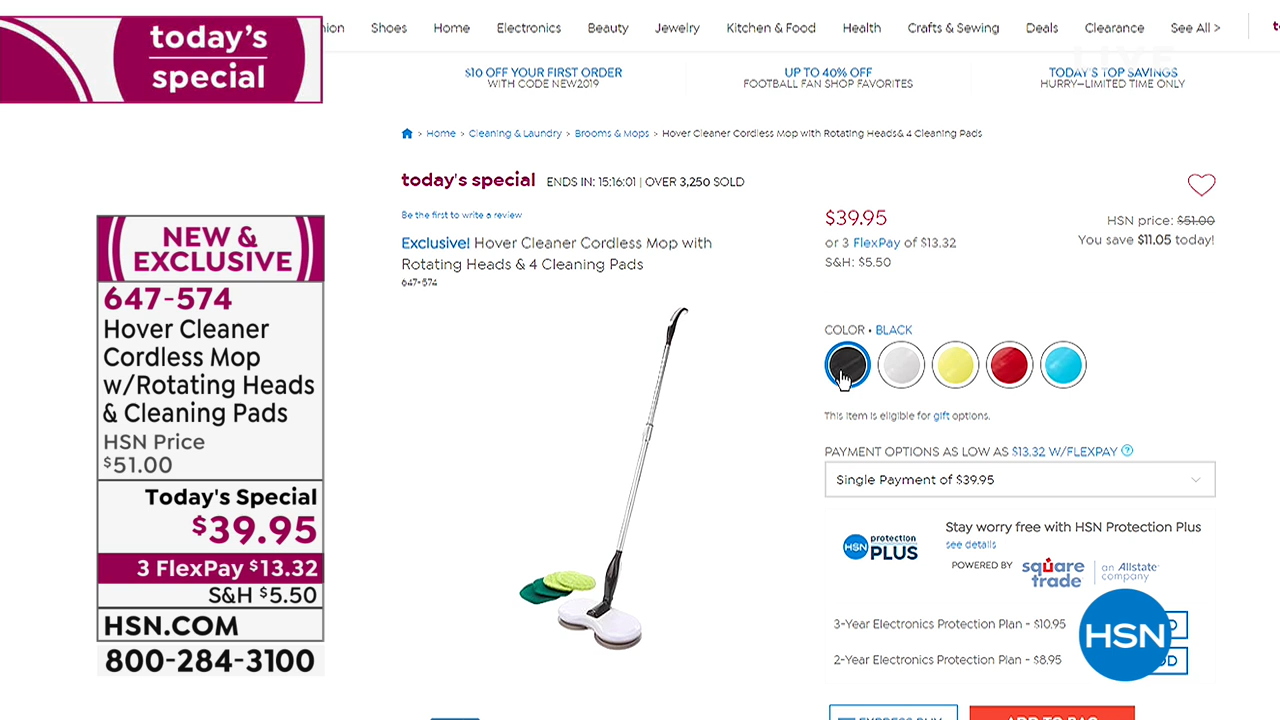 today's
special
Shoes Home Electronics Beauty Jewelry Kitchen & Food Health Crafts & Sewing Deals Clearance See All >
LIVE
$10 OFF YOUR FIRST ORDER
WITH CODE NEW2019
UP TO 40% OFF
FOOTBALL FAN SHOP FAVORITES
TODAY'S TOP SAVINGS
HURRY—LIMITED TIME ONLY
> Home > Cleaning & Laundry > Brooms & Mops > Hover Cleaner Cordless Mop with Rotating Heads& 4 Cleaning Pads
today's special ENDS IN: 15:16:01 | OVER 3,250 SOLD
Be the first to write a review
Exclusive! Hover Cleaner Cordless Mop with
Rotating Heads & 4 Cleaning Pads
647-574
$39.95
or 3 FlexPay of $13.32
S&H: $5.50
HSN price: $51.00
You save $11.05 today!
COLOR • BLACK
This item is eligible for gift options.
PAYMENT OPTIONS AS LOW AS $13.32 W/FLEXPAY ?
Single Payment of $39.95
HSN protection PLUS
Stay worry free with HSN Protection Plus
see details
POWERED BY square trade | an Allstate company
3-Year Electronics Protection Plan - $10.95
2-Year Electronics Protection Plan - $8.95
HSN
ADD TO BAG
NEW &
EXCLUSIVE
647-574
Hover Cleaner
Cordless Mop
w/Rotating Heads
& Cleaning Pads
HSN Price
$51.00
Today's Special
$39.95
3 FlexPay $13.32
S&H $5.50
HSN.COM
800-284-3100